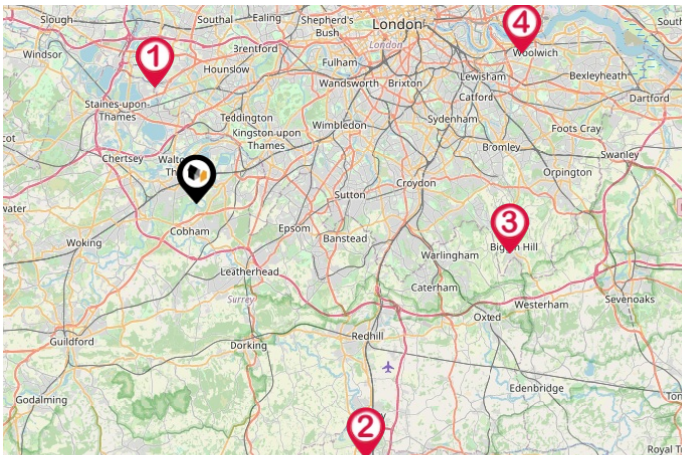 Slough
Southal
Ealing
Shepherd's
Bush
London
London
4
Windsor
1
Brentford
Fulham
Woolwich
Hounslow
Wandsworth
Brixton
Lewisham
Bexleyheath
Staines-upon-
Thames
Catford
Dartford
Teddington
Kingston upon
Thames
Wimbledon
Sydenham
Foots Cray
Chertsey
Bromley
Swanley
Croydon
Orpington
Sutton
3
Cobham
Epsom
Banstead
Woking
Warlingham
Leatherhead
Caterham
Surrey
Westerham
Sevenoaks
Oxted
Redhill
Guildford
Dorking
Edenbridge
Godalming
2